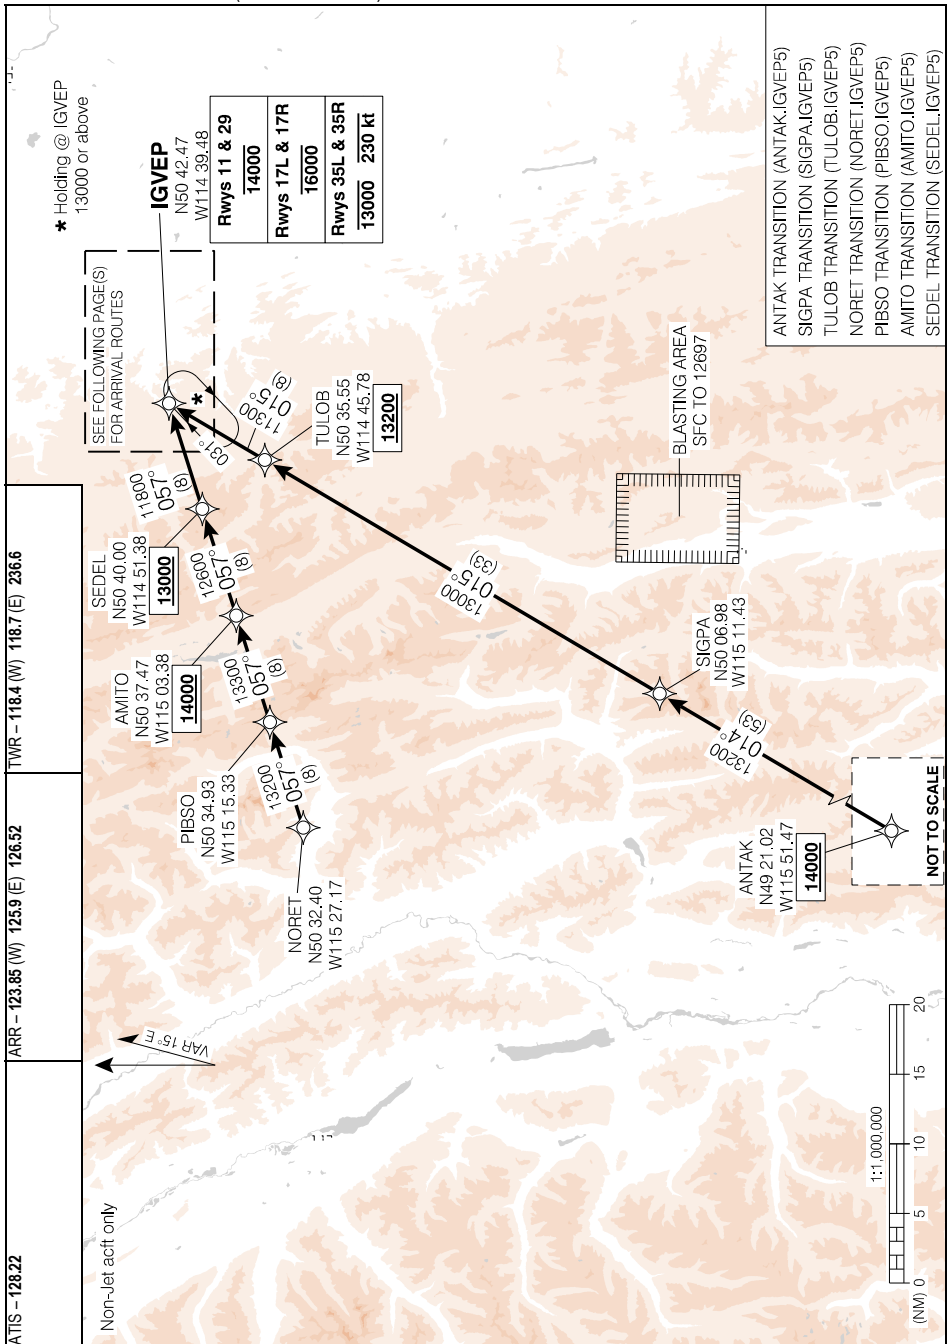 ATIS – 128.22
ARR – 123.85 (W) 125.9 (E) 126.52
TWR – 118.4 (W) 118.7 (E) 236.6
Non-Jet acft only
VAR 15° E
* Holding @ IGVEP
13000 or above
SEE FOLLOWING PAGE(S)
FOR ARRIVAL ROUTES
IGVEP
N50 42.47
W114 39.48
Rwys 11 & 29
14000
Rwys 17L & 17R
16000
Rwys 35L & 35R
13000 230 kt
*
031°
11800
057°
(8)
SEDEL
N50 40.00
W114 51.38
13000
12600
057°
(8)
AMITO
N50 37.47
W115 03.38
14000
13300
057°
(8)
PIBSO
N50 34.93
W115 15.33
13200
057°
(8)
NORET
N50 32.40
W115 27.17
11300
015°
(8)
TULOB
N50 35.55
W114 45.78
13200
13000
015°
(33)
SIGPA
N50 06.98
W115 11.43
13200
014°
(53)
ANTAK
N49 21.02
W115 51.47
14000
NOT TO SCALE
BLASTING AREA
SFC TO 12697
1:1,000,000
(NM) 0 5 10 15 20
ANTAK TRANSITION (ANTAK.IGVEP5)
SIGPA TRANSITION (SIGPA.IGVEP5)
TULOB TRANSITION (TULOB.IGVEP5)
NORET TRANSITION (NORET.IGVEP5)
PIBSO TRANSITION (PIBSO.IGVEP5)
AMITO TRANSITION (AMITO.IGVEP5)
SEDEL TRANSITION (SEDEL.IGVEP5)